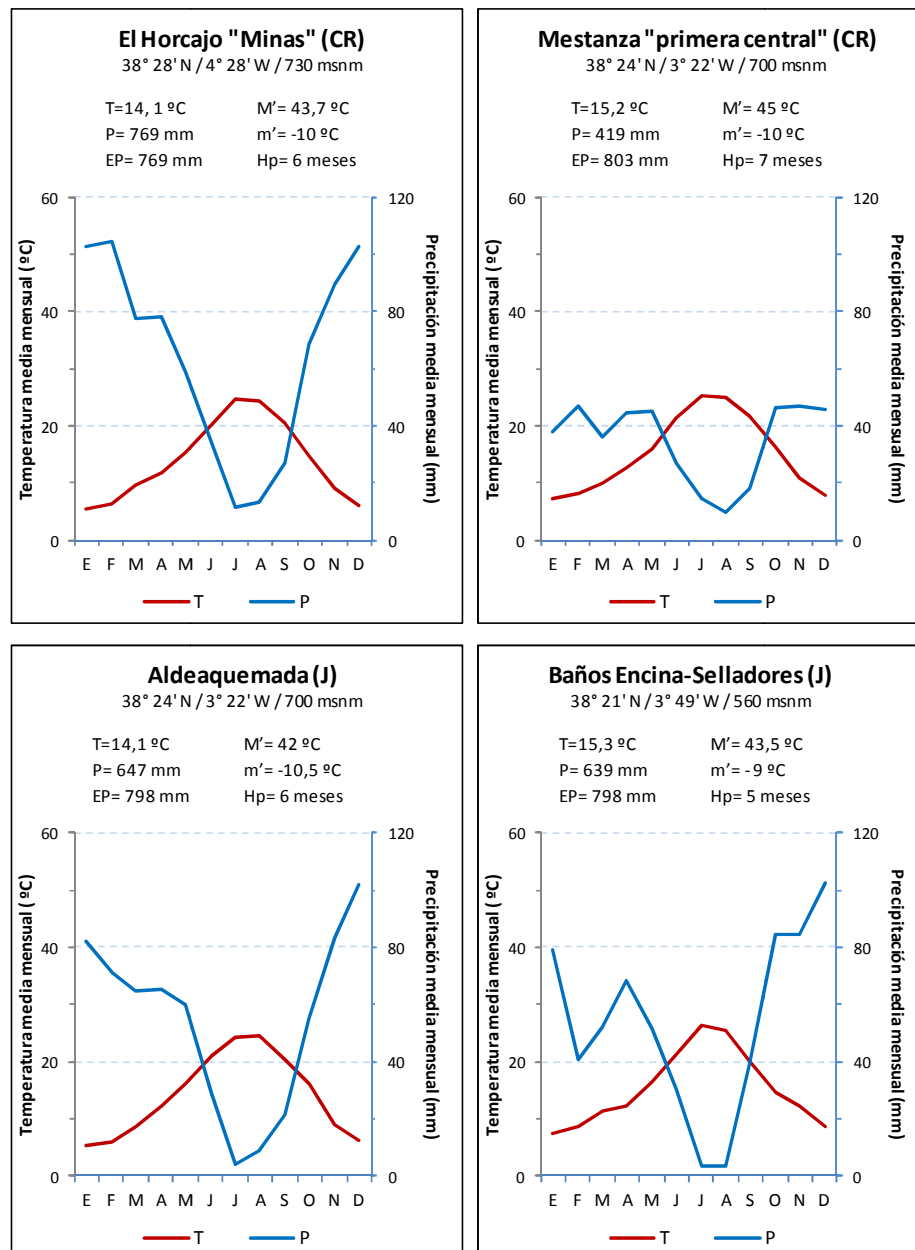 El Horcajo "Minas" (CR)
38° 28' N / 4° 28' W / 730 msnm
T=14, 1 ºC M'= 43,7 ºC
P= 769 mm m'= -10 ºC
EP= 769 mm Hp= 6 meses
Temperatura media mensual (ºC)
60
40
20
0
120
80
40
0
Precipitación media mensual (mm)
E F M A M J J A S O N D
T P
Mestanza "primera central" (CR)
38° 24' N / 3° 22' W / 700 msnm
T=15,2 ºC M'= 45 ºC
P= 419 mm m'= -10 ºC
EP= 803 mm Hp= 7 meses
Temperatura media mensual (ºC)
60
40
20
0
120
80
40
0
Precipitación media mensual (mm)
E F M A M J J A S O N D
T P
Aldeaquemada (J)
38° 24' N / 3° 22' W / 700 msnm
T=14,1 ºC M'= 42 ºC
P= 647 mm m'= -10,5 ºC
EP= 798 mm Hp= 6 meses
Temperatura media mensual (ºC)
60
40
20
0
120
80
40
0
Precipitación media mensual (mm)
E F M A M J J A S O N D
T P
Baños Encina-Selladores (J)
38° 21' N / 3° 49' W / 560 msnm
T=15,3 ºC M'= 43,5 ºC
P= 639 mm m'= -9 ºC
EP= 798 mm Hp= 5 meses
Temperatura media mensual (ºC)
60
40
20
0
120
80
40
0
Precipitación media mensual (mm)
E F M A M J J A S O N D
T P